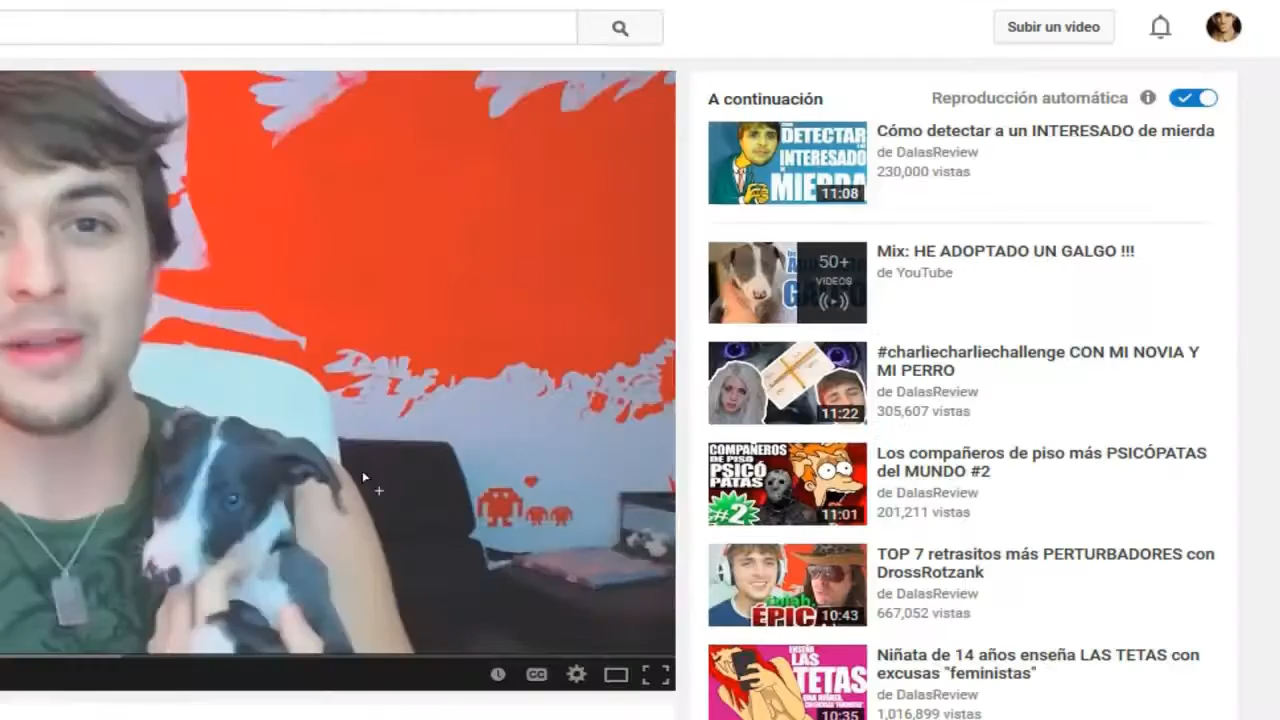 Subir un video
A continuación
Reproducción automática
DETECTAR
INTERESADO
MIERDA
11:08
Cómo detectar a un INTERESADO de mierda
de DalasReview
230,000 vistas
50+
VIDEOS
Mix: HE ADOPTADO UN GALGO !!!
de YouTube
11:22
#charliecharliechallenge CON MI NOVIA Y
MI PERRO
de DalasReview
305,607 vistas
COMPAÑEROS
DE PISO
PSICÓ
PATAS
#2
11:01
Los compañeros de piso más PSICÓPATAS
del MUNDO #2
de DalasReview
201,211 vistas
ÉPIC
10:43
TOP 7 retrasitos más PERTURBADORES con
DrossRotzank
de DalasReview
667,052 vistas
ENSEÑA
LAS
TETAS
10:35
Niñata de 14 años enseña LAS TETAS con
excusas "feministas"
de DalasReview
1,016,899 vistas
CC